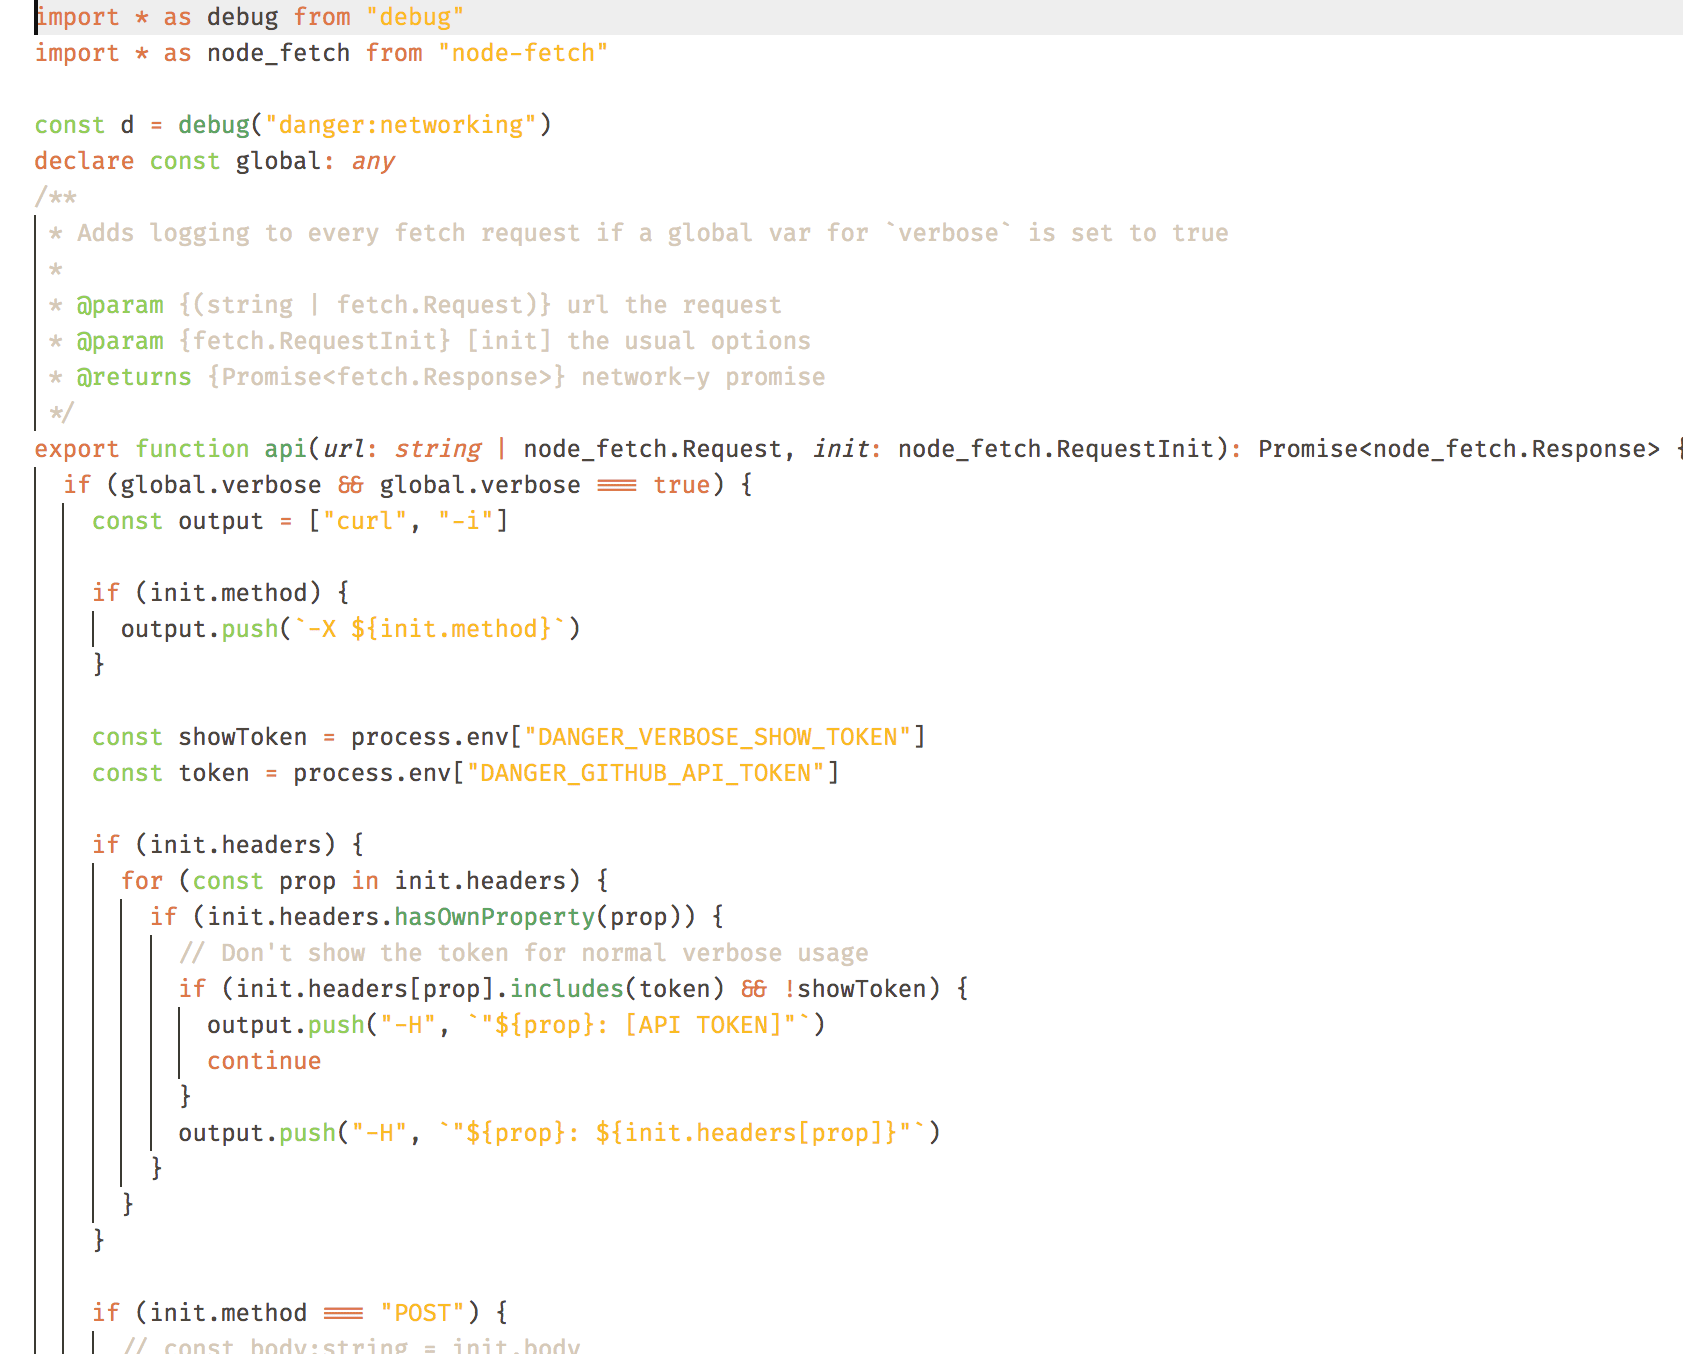 import * as debug from "debug"
import * as node_fetch from "node-fetch"
const d = debug("danger:networking")
declare const global: any
/**
* Adds logging to every fetch request if a global var for `verbose` is set to true
*
* @param {(string | fetch.Request)} url the request
* @param {fetch.RequestInit} [init] the usual options
* @returns {Promise<fetch.Response>} network-y promise
*/
export function api(url: string | node_fetch.Request, init: node_fetch.RequestInit): Promise<node_fetch.Response> {
if (global.verbose && global.verbose === true) {
const output = ["curl", "-i"]
if (init.method) {
output.push(`-X ${init.method}`)
}
const showToken = process.env["DANGER_VERBOSE_SHOW_TOKEN"]
const token = process.env["DANGER_GITHUB_API_TOKEN"]
if (init.headers) {
for (const prop in init.headers) {
if (init.headers.hasOwnProperty(prop)) {
// Don't show the token for normal verbose usage
if (init.headers[prop].includes(token) && !showToken) {
output.push("-H", `"${prop}: [API TOKEN]"`)
continue
}
output.push("-H", `"${prop}: ${init.headers[prop]}"`)
}
}
}
if (init.method === "POST") {
// const body:string = init.body